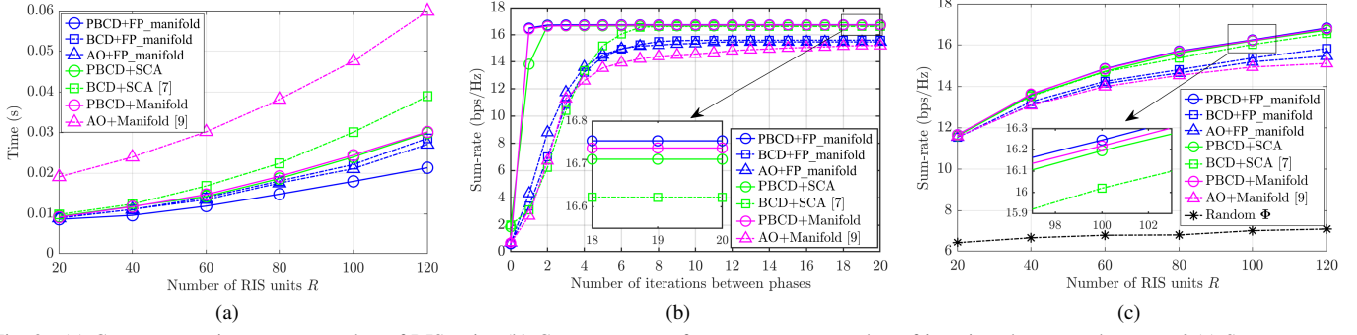 0.06
0.05
0.04
0.03
0.02
0.01
0
Time (s)
PBCD+FP_manifold
BCD+FP_manifold
AO+FP_manifold
PBCD+SCA
BCD+SCA [7]
PBCD+Manifold
AO+Manifold [9]
20 40 60 80 100 120
Number of RIS units R
(a)
18
16
14
12
10
8
6
4
2
0
Sum-rate (bps/Hz)
16.8
16.7
16.6
18 19 20
PBCD+FP_manifold
BCD+FP_manifold
AO+FP_manifold
PBCD+SCA
BCD+SCA [7]
PBCD+Manifold
AO+Manifold [9]
0 2 4 6 8 10 12 14 16 18 20
Number of iterations between phases
(b)
18
16
14
12
10
8
6
Sum-rate (bps/Hz)
16.3
16.2
16.1
16
15.9
98 100 102
PBCD+FP_manifold
BCD+FP_manifold
AO+FP_manifold
PBCD+SCA
BCD+SCA [7]
PBCD+Manifold
AO+Manifold [9]
Random Φ
20 40 60 80 100 120
Number of RIS units R
(c)